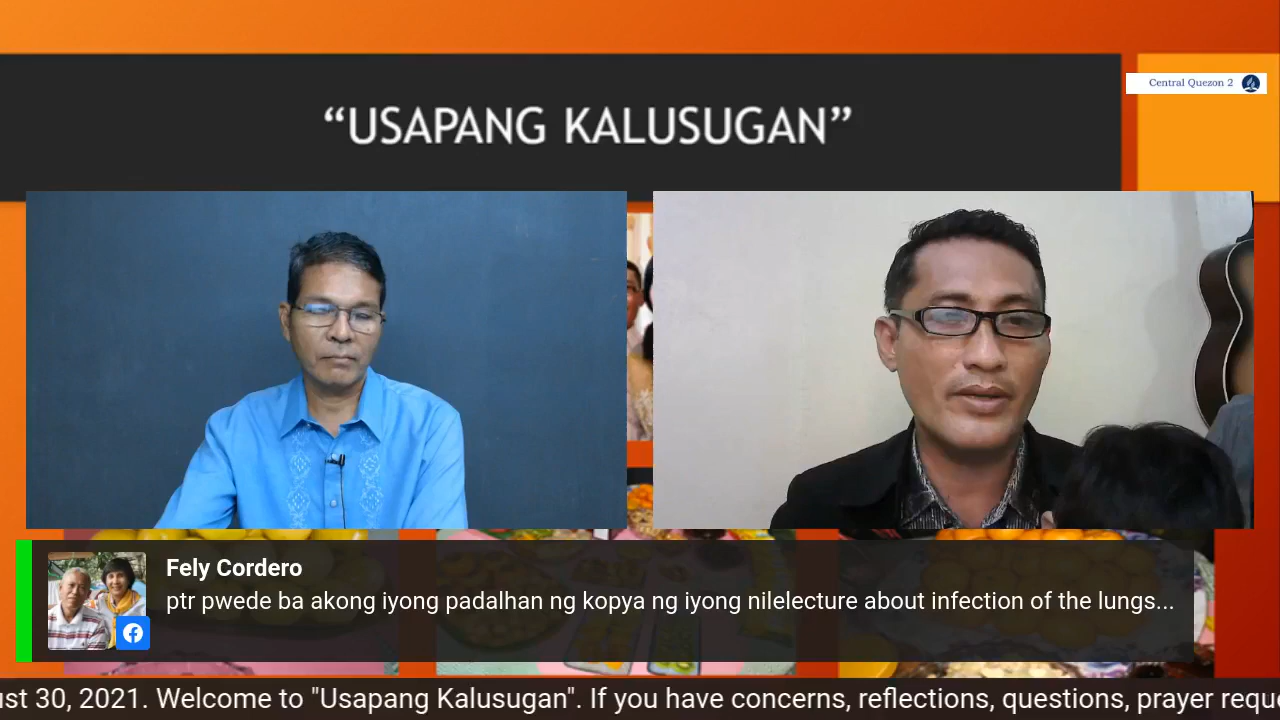 “USAPANG KALUSUGAN”
Central Quezon 2
Fely Cordero
ptr pwede ba akong iyong padalhan ng kopya ng iyong nilelecture about infection of the lungs...
30, 2021. Welcome to "Usapang Kalusugan". If you have concerns, reflections, questions, prayer